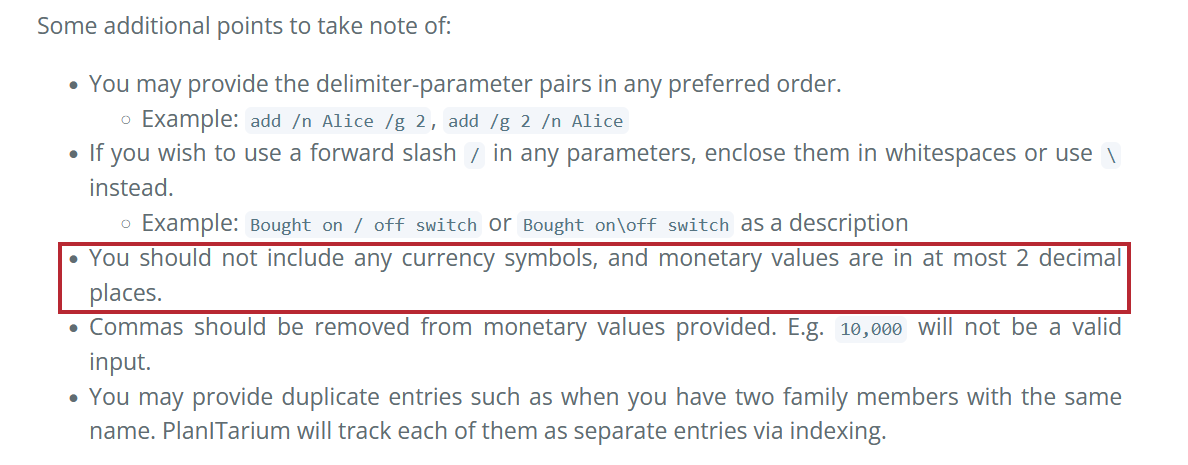 Some additional points to take note of:
• You may provide the delimiter-parameter pairs in any preferred order.
○ Example: add /n Alice /g 2, add /g 2 /n Alice
• If you wish to use a forward slash / in any parameters, enclose them in whitespaces or use \
instead.
○ Example: Bought on / off switch or Bought on\off switch as a description
• You should not include any currency symbols, and monetary values are in at most 2 decimal
places.
• Commas should be removed from monetary values provided. E.g. 10,000 will not be a valid
input.
• You may provide duplicate entries such as when you have two family members with the same
name. PlanITarium will track each of them as separate entries via indexing.